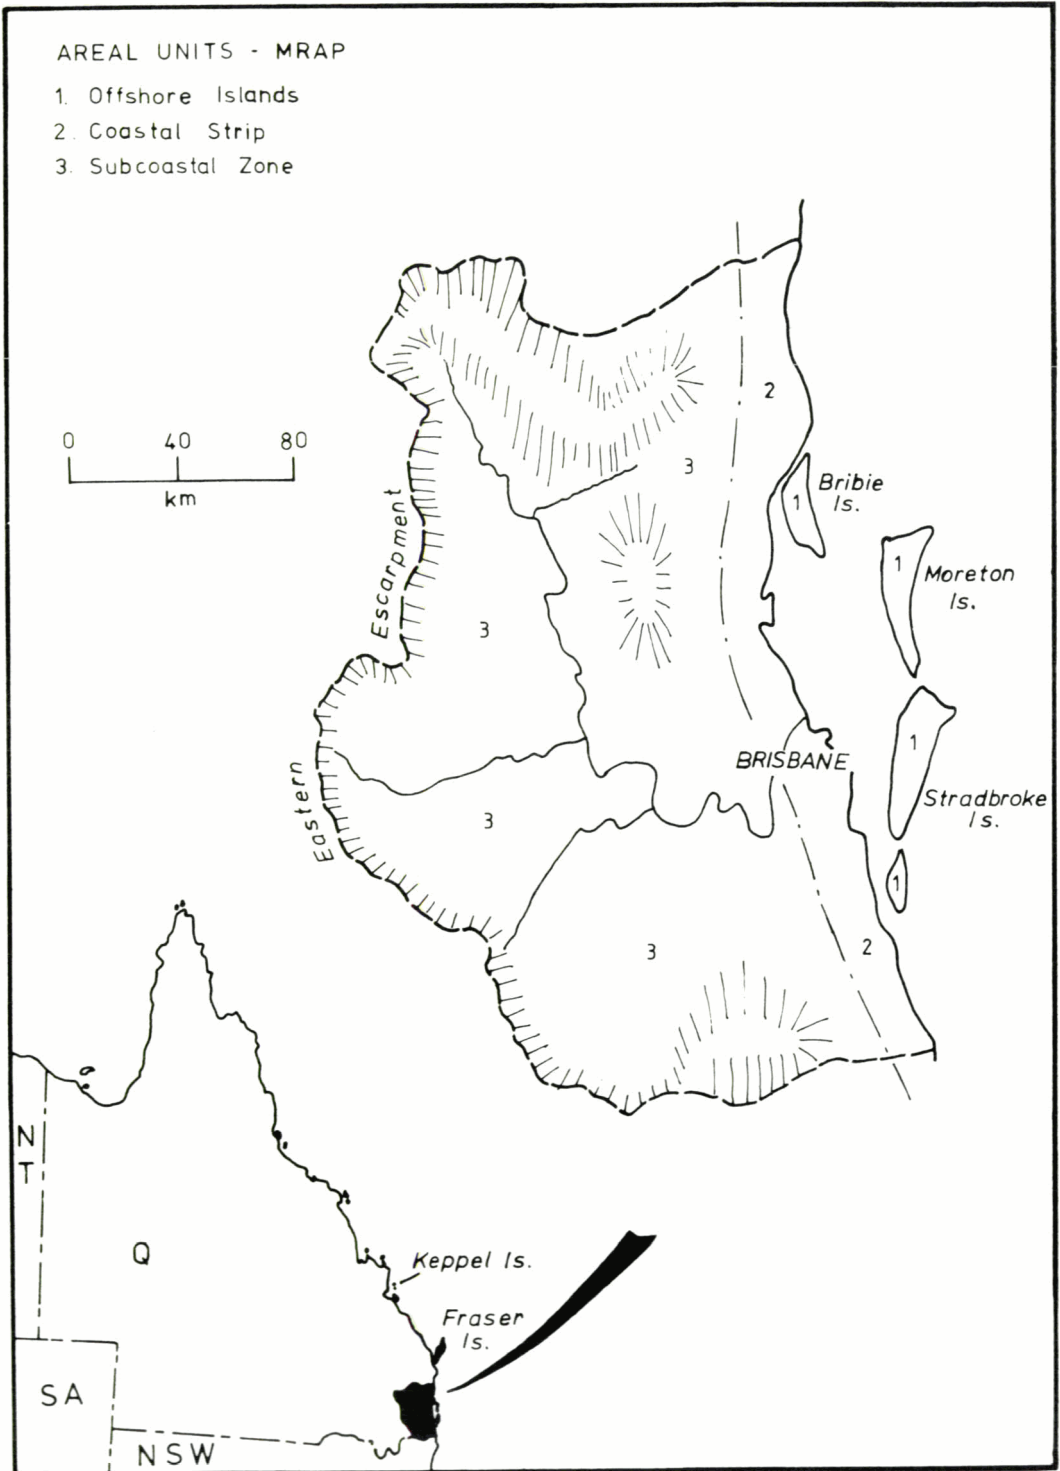 AREAL UNITS - MRAP
1. Offshore Islands
2. Coastal Strip
3. Subcoastal Zone
0 40 80
km
2
3
1
Bribie
Is.
1
Moreton
Is.
Escarpment
3
1
BRISBANE
Stradbroke
Is.
Eastern
3
1
3
2
N
T
Q
Keppel Is.
Fraser
Is.
SA
NSW